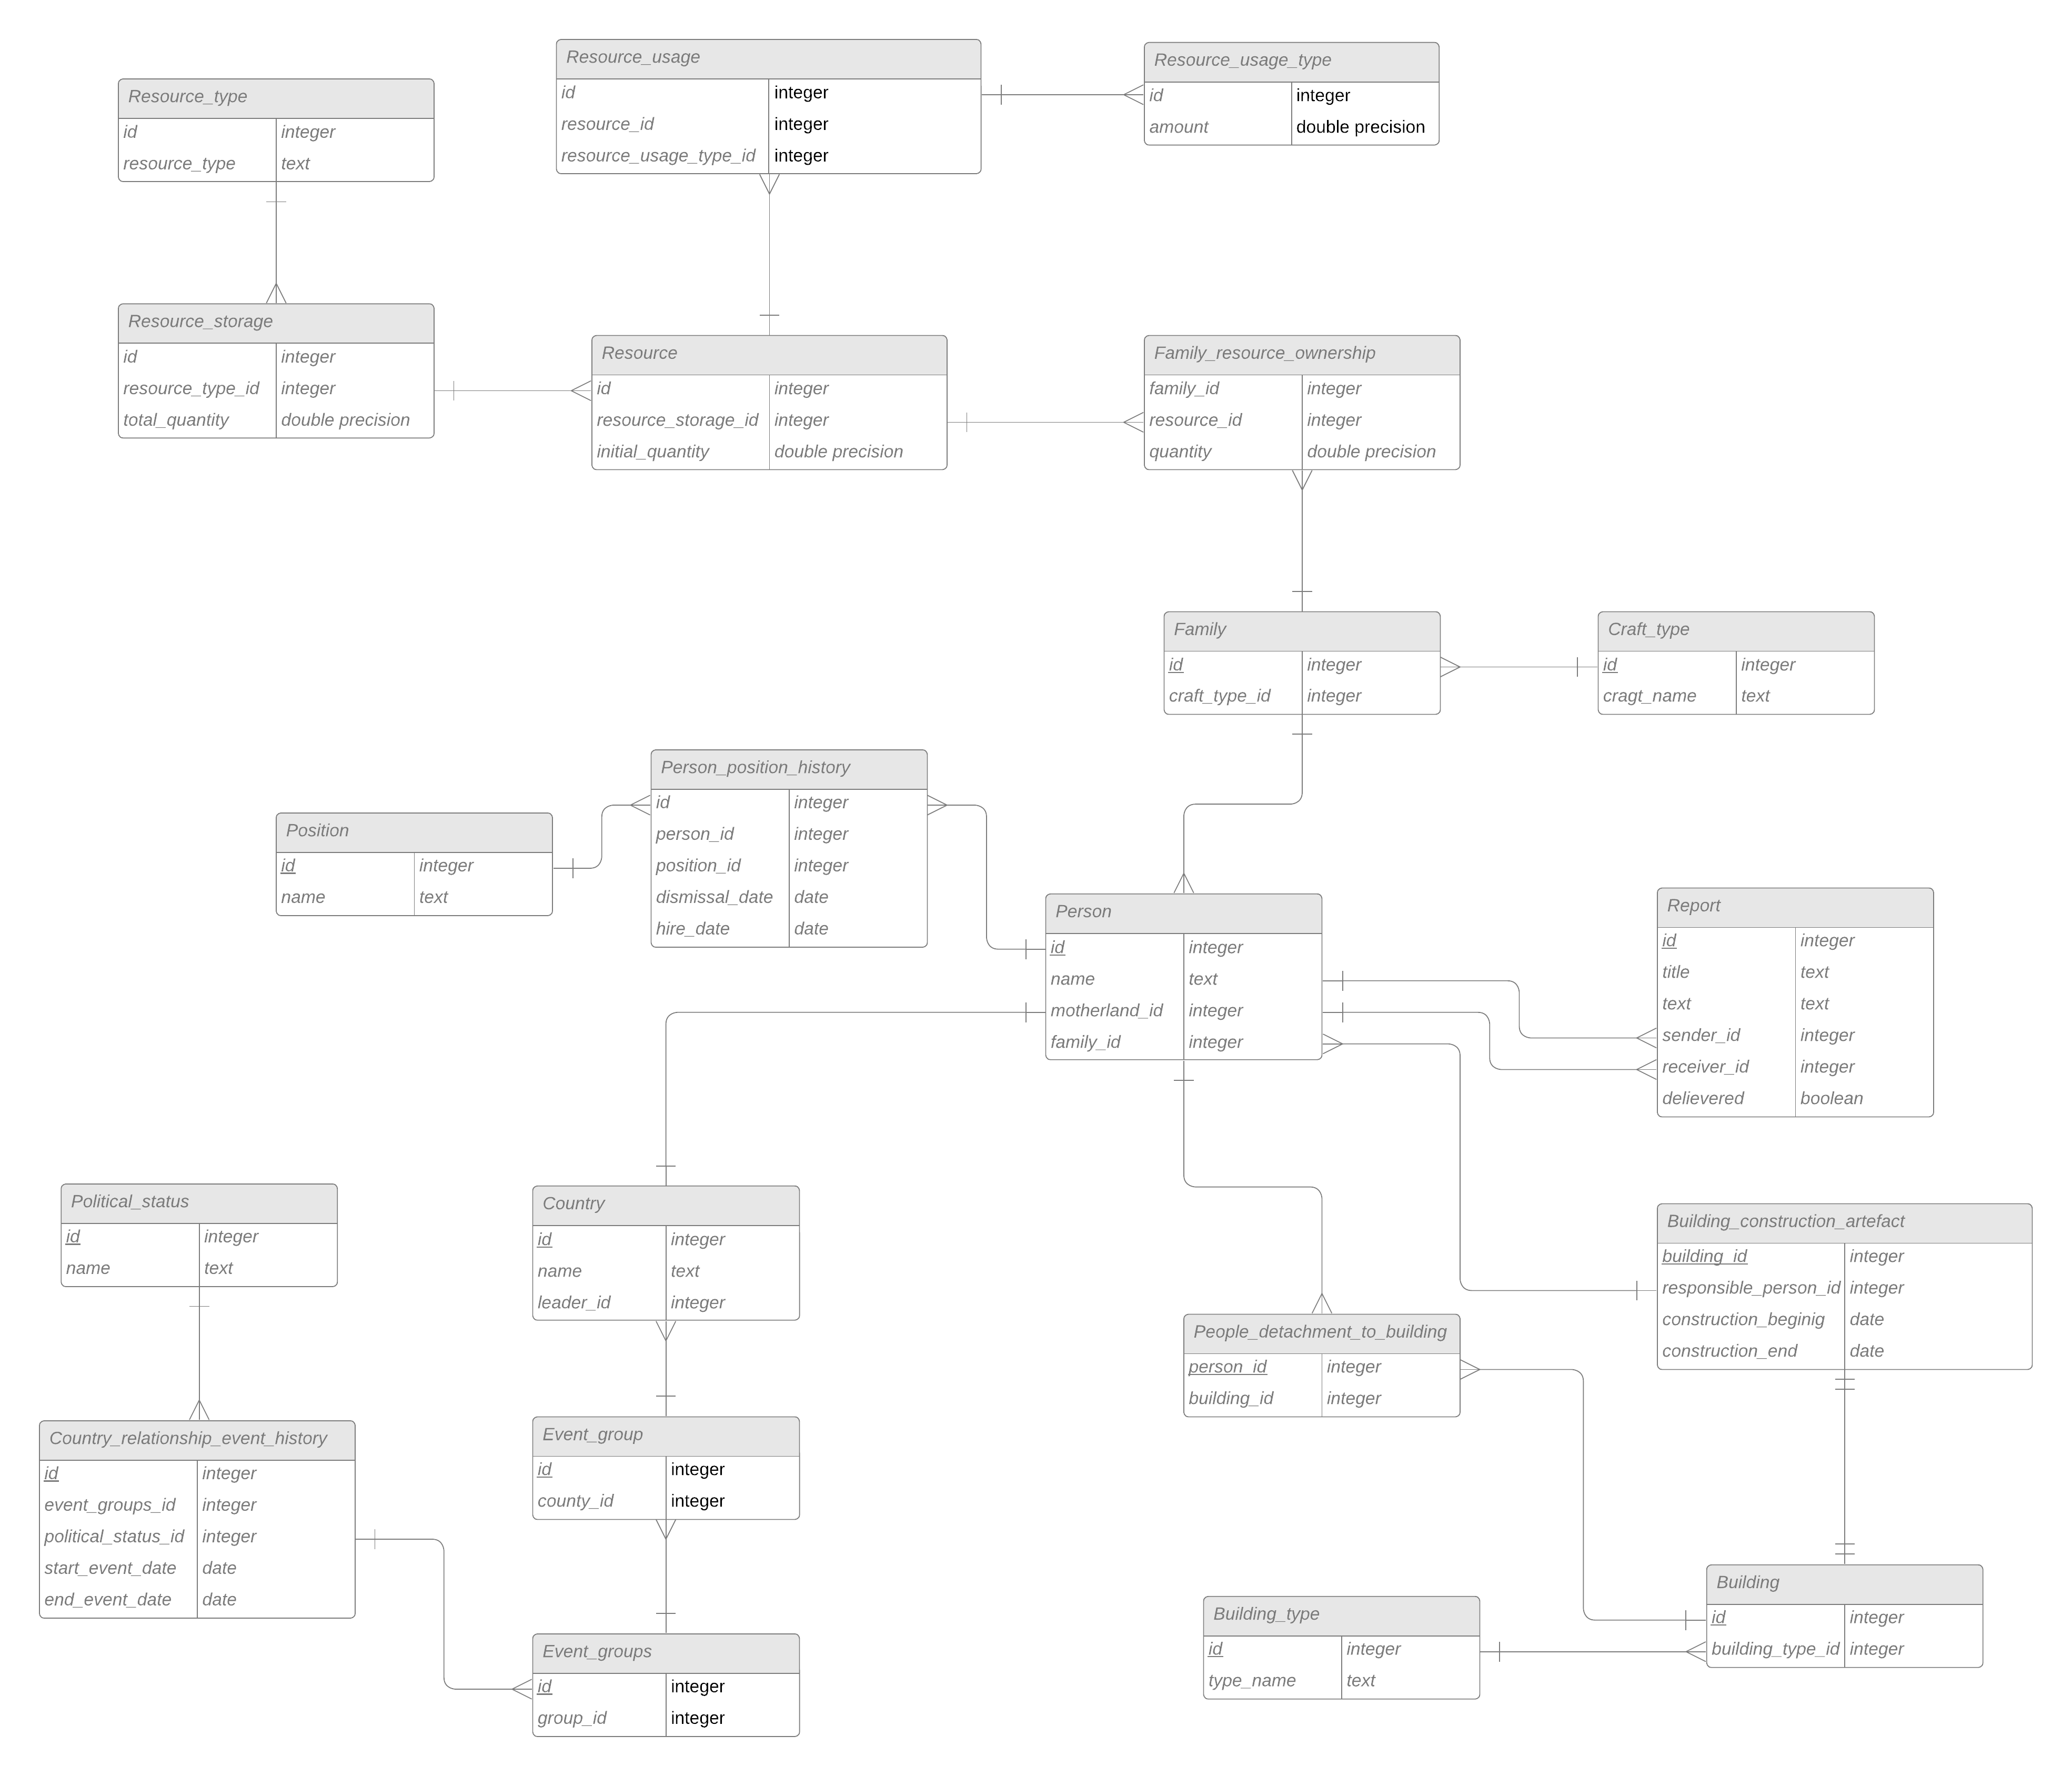 Resource_usage
id integer
resource_id integer
resource_usage_type_id integer
Resource_usage_type
id integer
amount double precision
Resource_type
id integer
resource_type text
Resource_storage
id integer
resource_type_id integer
total_quantity double precision
Resource
id integer
resource_storage_id integer
initial_quantity double precision
Family_resource_ownership
family_id integer
resource_id integer
quantity double precision
Family
id integer
craft_type_id integer
Craft_type
id integer
cragt_name text
Person_position_history
id integer
person_id integer
position_id integer
dismissal_date date
hire_date date
Position
id integer
name text
Person
id integer
name text
motherland_id integer
family_id integer
Report
id integer
title text
text text
sender_id integer
receiver_id integer
delievered boolean
Political_status
id integer
name text
Country
id integer
name text
leader_id integer
Building_construction_artefact
building_id integer
responsible_person_id integer
construction_beginig date
construction_end date
People_detachment_to_building
person_id integer
building_id integer
Country_relationship_event_history
id integer
event_groups_id integer
political_status_id integer
start_event_date date
end_event_date date
Event_group
id integer
county_id integer
Event_groups
id integer
group_id integer
Building_type
id integer
type_name text
Building
id integer
building_type_id integer